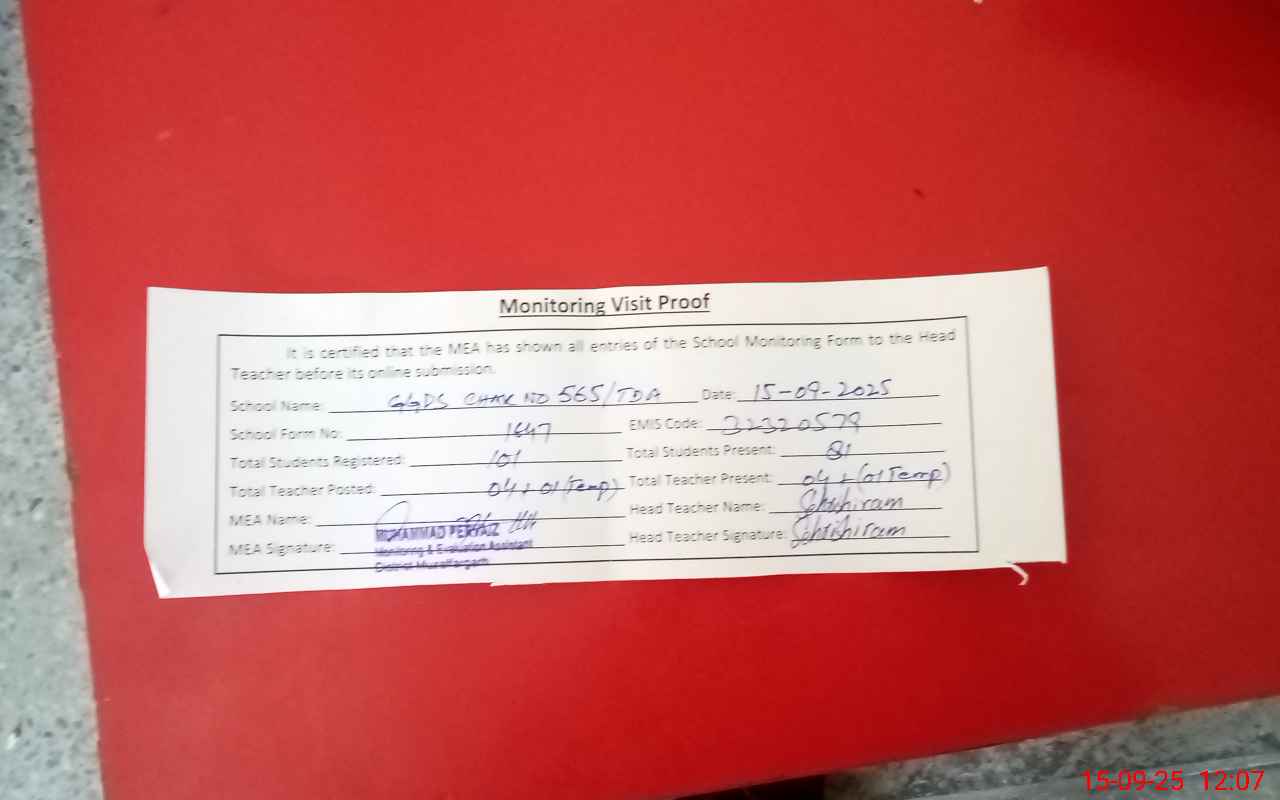 Monitoring Visit Proof
It is certified that the MEA has shown all entries of the School Monitoring Form to the Head
Teacher before its online submission.
School Name: GGPS CHAK NO 565/TDA Date: 15-09-2025
School Form No: 1647 EMIS Code: 32320579
Total Students Registered: 101 Total Students Present: 81
Total Teacher Posted: 04+01(Temp) Total Teacher Present: 04+(01Temp)
MEA Name: Head Teacher Name:
MUHAMMAD PERVAIZ
MEA Signature: Head Teacher Signature:
Monitoring & Evaluation Assistant
District Muzaffargarh
15-09-25 12:07